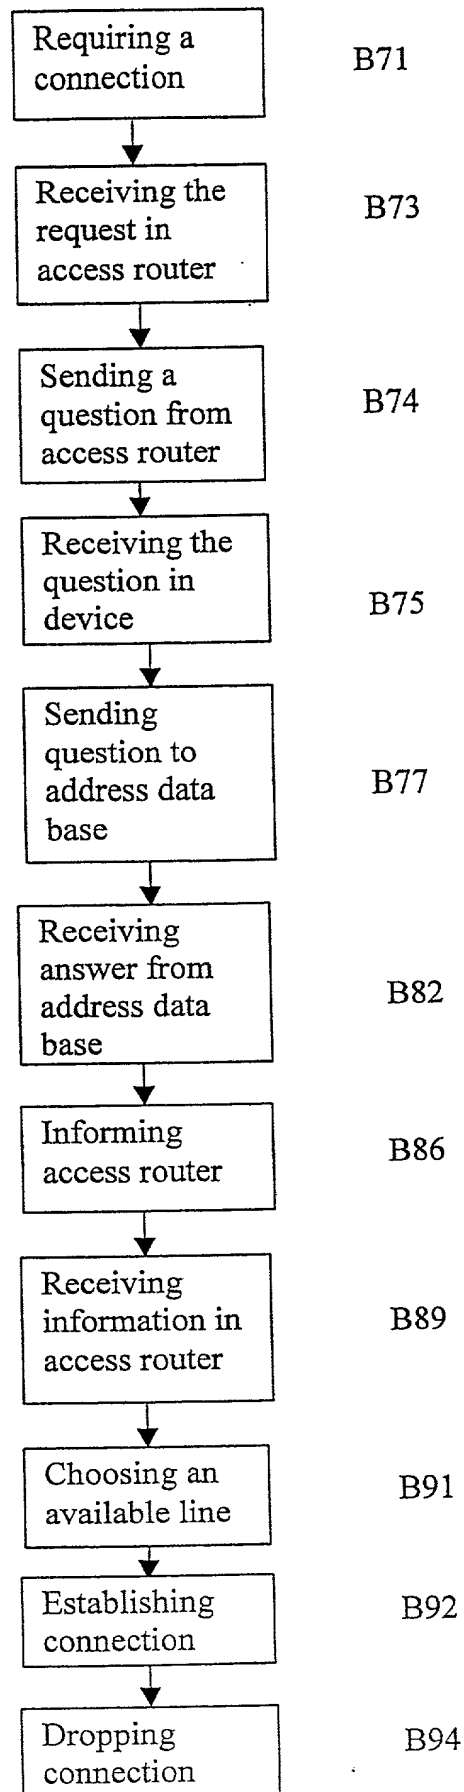 Requiring a
connection
B71
Receiving the
request in
access router
B73
Sending a
question from
access router
B74
Receiving the
question in
device
B75
Sending
question to
address data
base
B77
Receiving
answer from
address data
base
B82
Informing
access router
B86
Receiving
information in
access router
B89
Choosing an
available line
B91
Establishing
connection
B92
Dropping
connection
B94